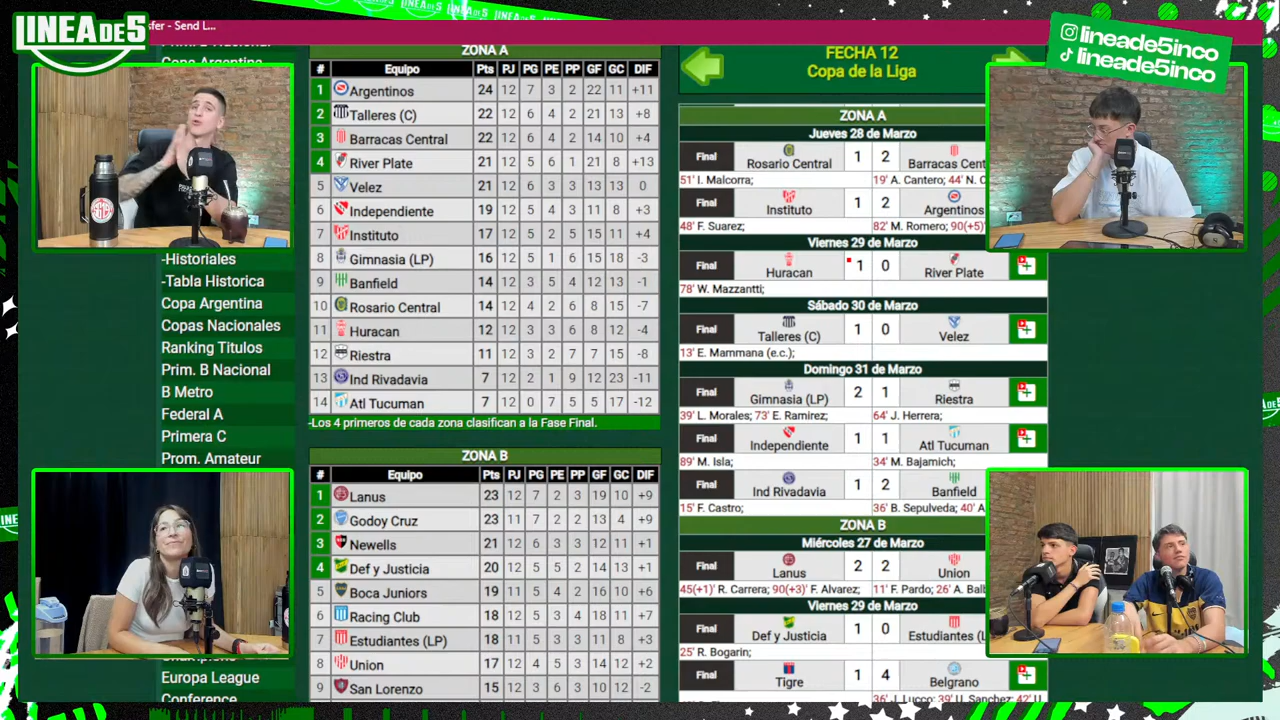 LINEADE5
sfer - Send L...
lineade5inco
lineade5inco
Copa Argentina
-Historiales
-Tabla Historica
Copa Argentina
Copas Nacionales
Ranking Titulos
Prim. B Nacional
B Metro
Federal A
Primera C
Prom. Amateur
Europa League
Conference
ZONA A
# Equipo Pts PJ PG PE PP GF GC DIF
1 Argentinos 24 12 7 3 2 22 11 +11
2 Talleres (C) 22 12 6 4 2 21 13 +8
3 Barracas Central 22 12 6 4 2 14 10 +4
4 River Plate 21 12 5 6 1 21 8 +13
5 Velez 21 12 6 3 3 13 13 0
6 Independiente 19 12 5 4 3 11 8 +3
7 Instituto 17 12 5 2 5 15 11 +4
8 Gimnasia (LP) 16 12 5 1 6 15 18 -3
9 Banfield 14 12 3 5 4 12 13 -1
10 Rosario Central 14 12 4 2 6 8 15 -7
11 Huracan 12 12 3 3 6 8 12 -4
12 Riestra 11 12 3 2 7 7 15 -8
13 Ind Rivadavia 7 12 2 1 9 12 23 -11
14 Atl Tucuman 7 12 0 7 5 5 17 -12
-Los 4 primeros de cada zona clasifican a la Fase Final.
ZONA B
# Equipo Pts PJ PG PE PP GF GC DIF
1 Lanus 23 12 7 2 3 19 10 +9
2 Godoy Cruz 23 11 7 2 2 13 4 +9
3 Newells 21 12 6 3 3 12 11 +1
4 Def y Justicia 20 12 5 5 2 14 13 +1
5 Boca Juniors 19 11 5 4 2 16 10 +6
6 Racing Club 18 12 5 3 4 18 11 +7
7 Estudiantes (LP) 18 11 5 3 3 11 8 +3
8 Union 17 12 4 5 3 14 12 +2
9 San Lorenzo 15 12 3 6 3 10 12 -2
FECHA 12
Copa de la Liga
ZONA A
Jueves 28 de Marzo
Final Rosario Central 1 2 Barracas Cent
51' I. Malcorra; 19' A. Cantero; 44' N. C
Final Instituto 1 2 Argentinos
48' F. Suarez; 82' M. Romero; 90(+5)'
Viernes 29 de Marzo
Final Huracan 1 0 River Plate
78' W. Mazzantti;
Sábado 30 de Marzo
Final Talleres (C) 1 0 Velez
13' E. Mammana (e.c.);
Domingo 31 de Marzo
Final Gimnasia (LP) 2 1 Riestra
39' L. Morales; 73' E. Ramirez; 64' J. Herrera;
Final Independiente 1 1 Atl Tucuman
89' M. Isla; 34' M. Bajamich;
Final Ind Rivadavia 1 2 Banfield
15' F. Castro; 36' B. Sepulveda; 40' A
ZONA B
Miércoles 27 de Marzo
Final Lanus 2 2 Union
45(+1)' R. Carrera; 90(+3)' F. Alvarez; 11' F. Pardo; 26' A. Balb
Viernes 29 de Marzo
Final Def y Justicia 1 0 Estudiantes (L
25' R. Bogarin;
Final Tigre 1 4 Belgrano
36' J. Lucco; 39' U. Sanchez; 42' U